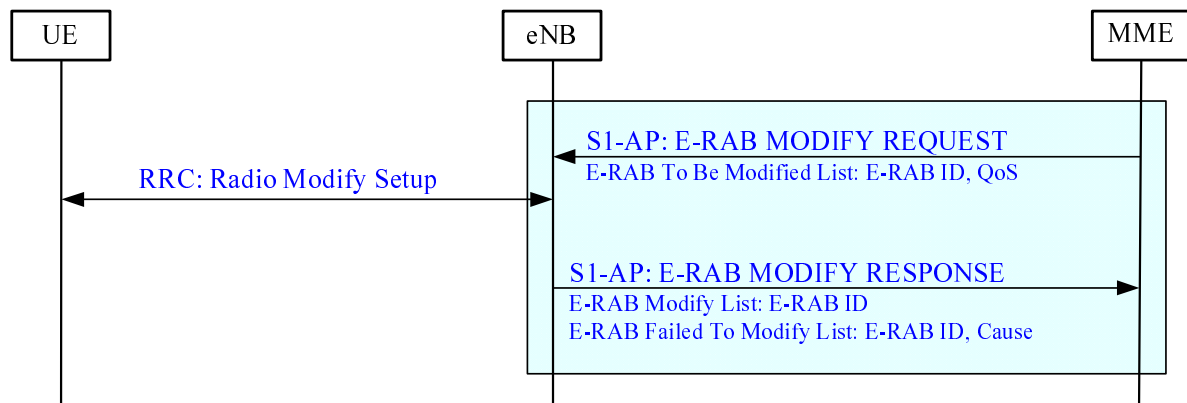 UE
eNB
MME
S1-AP: E-RAB MODIFY REQUEST
E-RAB To Be Modified List: E-RAB ID, QoS
RRC: Radio Modify Setup
S1-AP: E-RAB MODIFY RESPONSE
E-RAB Modify List: E-RAB ID
E-RAB Failed To Modify List: E-RAB ID, Cause